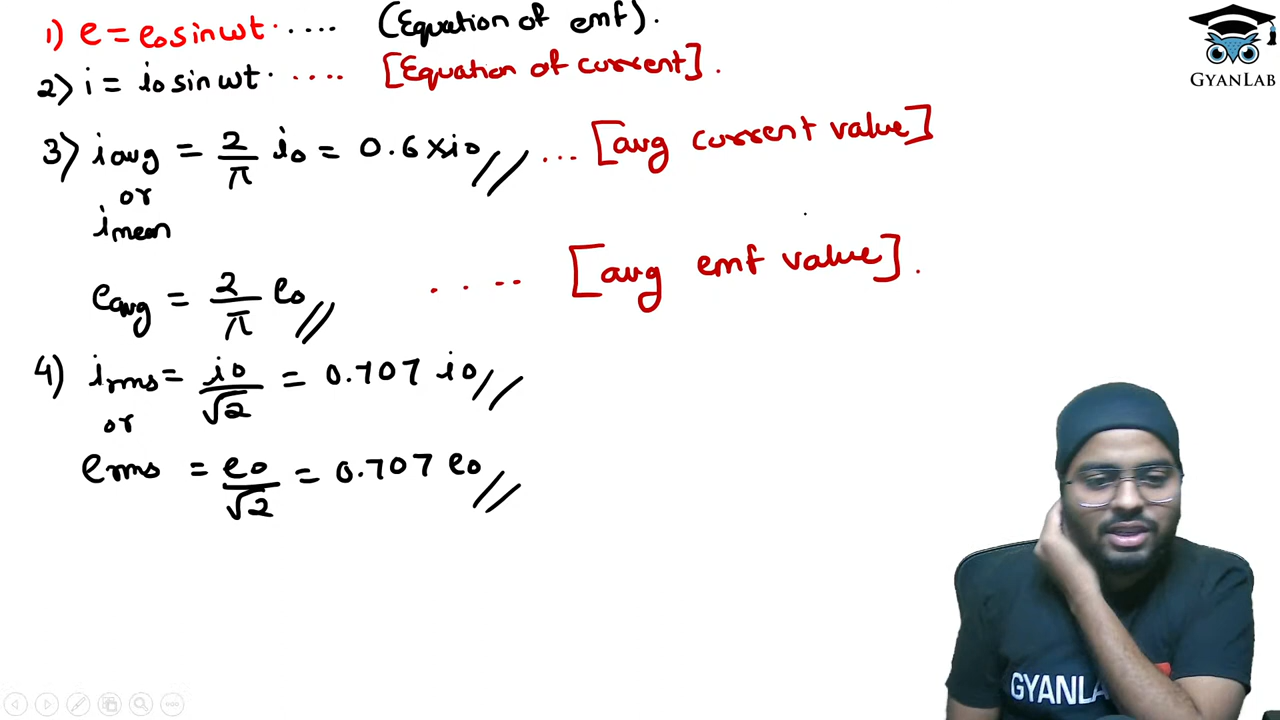 1) e = e₀ sin wt. .... (Equation of emf).
2) i = i₀ sin wt. .... [Equation of current].
3) iavg = 2/π i₀ = 0.6 x i₀ // ... [avg current value]
or
imean
eavg = 2/π e₀ // .... [avg emf value].
4) irms = i₀/√2 = 0.707 i₀ //
or
erms = e₀/√2 = 0.707 e₀ //
GYANLAB
GYANLA